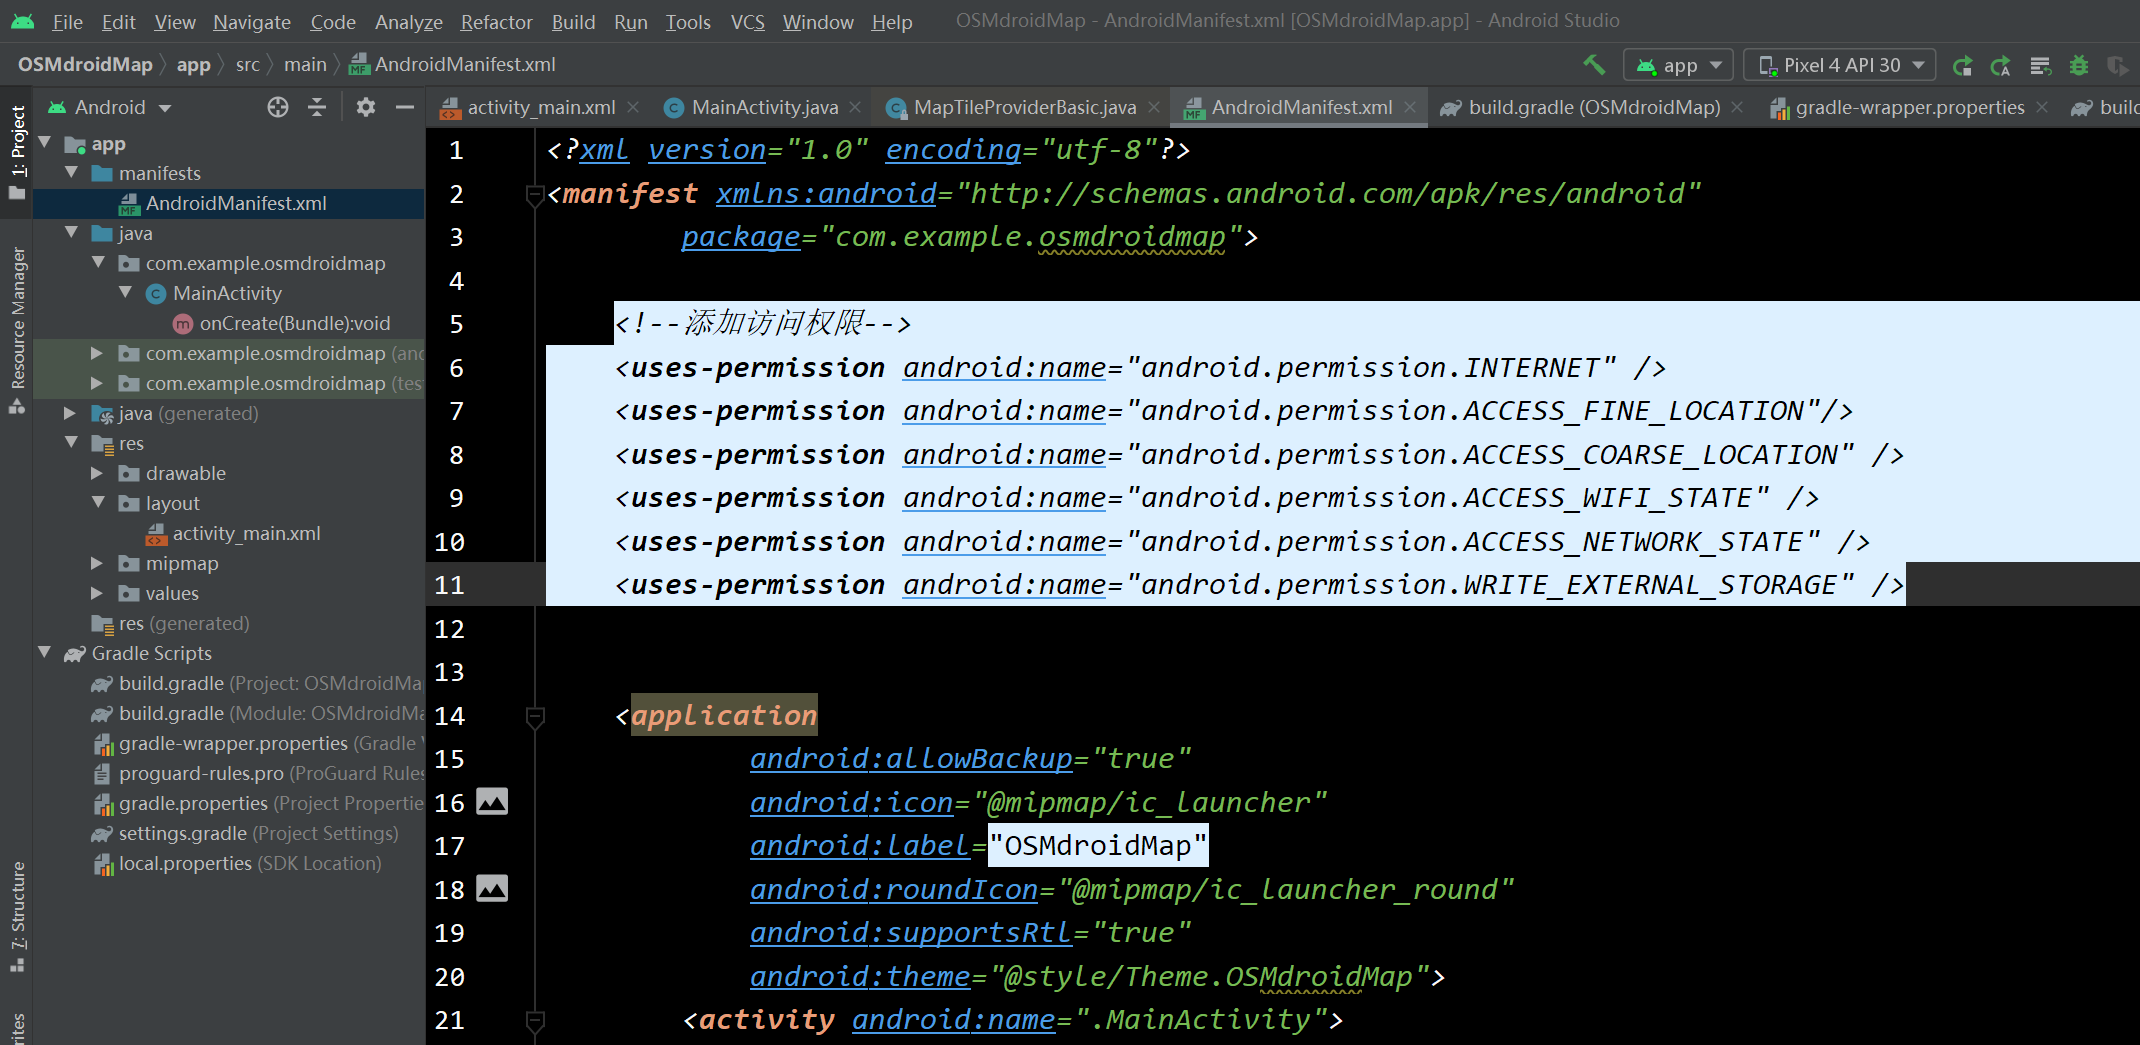 File Edit View Navigate Code Analyze Refactor Build Run Tools VCS Window Help OSMdroidMap - AndroidManifest.xml [OSMdroidMap.app] - Android Studio
OSMdroidMap app src main AndroidManifest.xml app Pixel 4 API 30
Android
activity_main.xml MainActivity.java MapTileProviderBasic.java AndroidManifest.xml build.gradle (OSMdroidMap) gradle-wrapper.properties
1: Project
Resource Manager
7: Structure
app
manifests
AndroidManifest.xml
java
com.example.osmdroidmap
MainActivity
onCreate(Bundle):void
com.example.osmdroidmap
com.example.osmdroidmap
java (generated)
res
drawable
layout
activity_main.xml
mipmap
values
res (generated)
Gradle Scripts
build.gradle (Project: OSMdroidMa
build.gradle (Module: OSMdroidMa
gradle-wrapper.properties (Gradle
proguard-rules.pro (ProGuard Rules
gradle.properties (Project Propertie
settings.gradle (Project Settings)
local.properties (SDK Location)
1 <?xml version="1.0" encoding="utf-8"?>
2 <manifest xmlns:android="http://schemas.android.com/apk/res/android"
3 package="com.example.osmdroidmap">
4
5 <!--添加访问权限-->
6 <uses-permission android:name="android.permission.INTERNET" />
7 <uses-permission android:name="android.permission.ACCESS_FINE_LOCATION"/>
8 <uses-permission android:name="android.permission.ACCESS_COARSE_LOCATION" />
9 <uses-permission android:name="android.permission.ACCESS_WIFI_STATE" />
10 <uses-permission android:name="android.permission.ACCESS_NETWORK_STATE" />
11 <uses-permission android:name="android.permission.WRITE_EXTERNAL_STORAGE" />
12
13
14 <application
15 android:allowBackup="true"
16 android:icon="@mipmap/ic_launcher"
17 android:label="OSMdroidMap"
18 android:roundIcon="@mipmap/ic_launcher_round"
19 android:supportsRtl="true"
20 android:theme="@style/Theme.OSMdroidMap">
21 <activity android:name=".MainActivity">